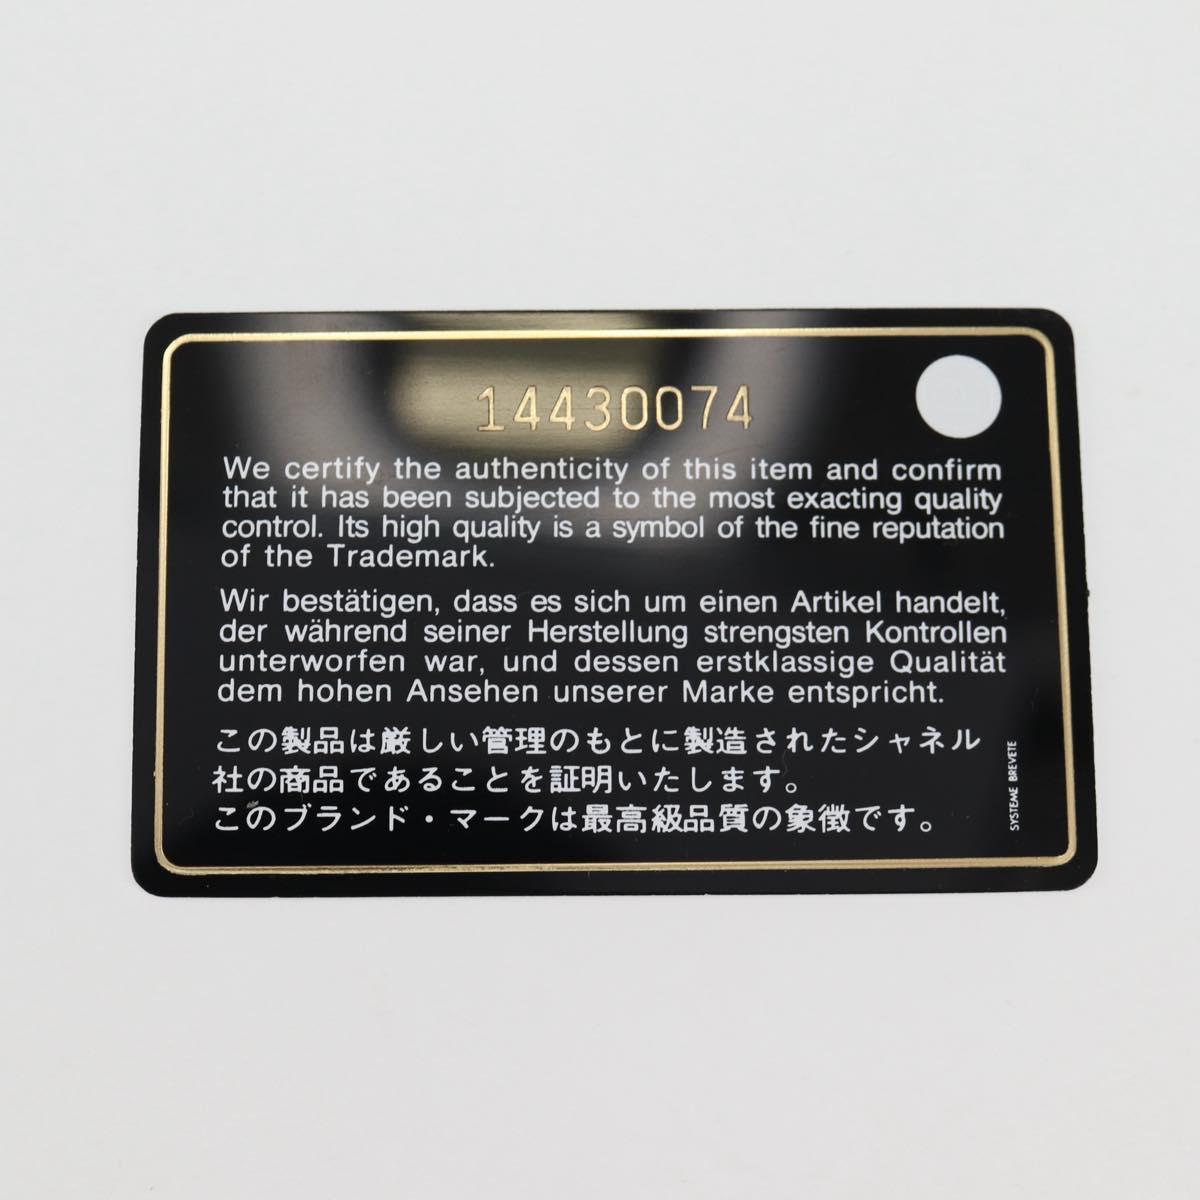 14430074
We certify the authenticity of this item and confirm
that it has been subjected to the most exacting quality
control. Its high quality is a symbol of the fine reputation
of the Trademark.
Wir bestätigen, dass es sich um einen Artikel handelt,
der während seiner Herstellung strengsten Kontrollen
unterworfen war, und dessen erstklassige Qualität
dem hohen Ansehen unserer Marke entspricht.
この製品は厳しい管理のもとに製造されたシャネル
社の商品であることを証明いたします。
このブランド・マークは最高級品質の象徴です。
SYSTEME BREVETE